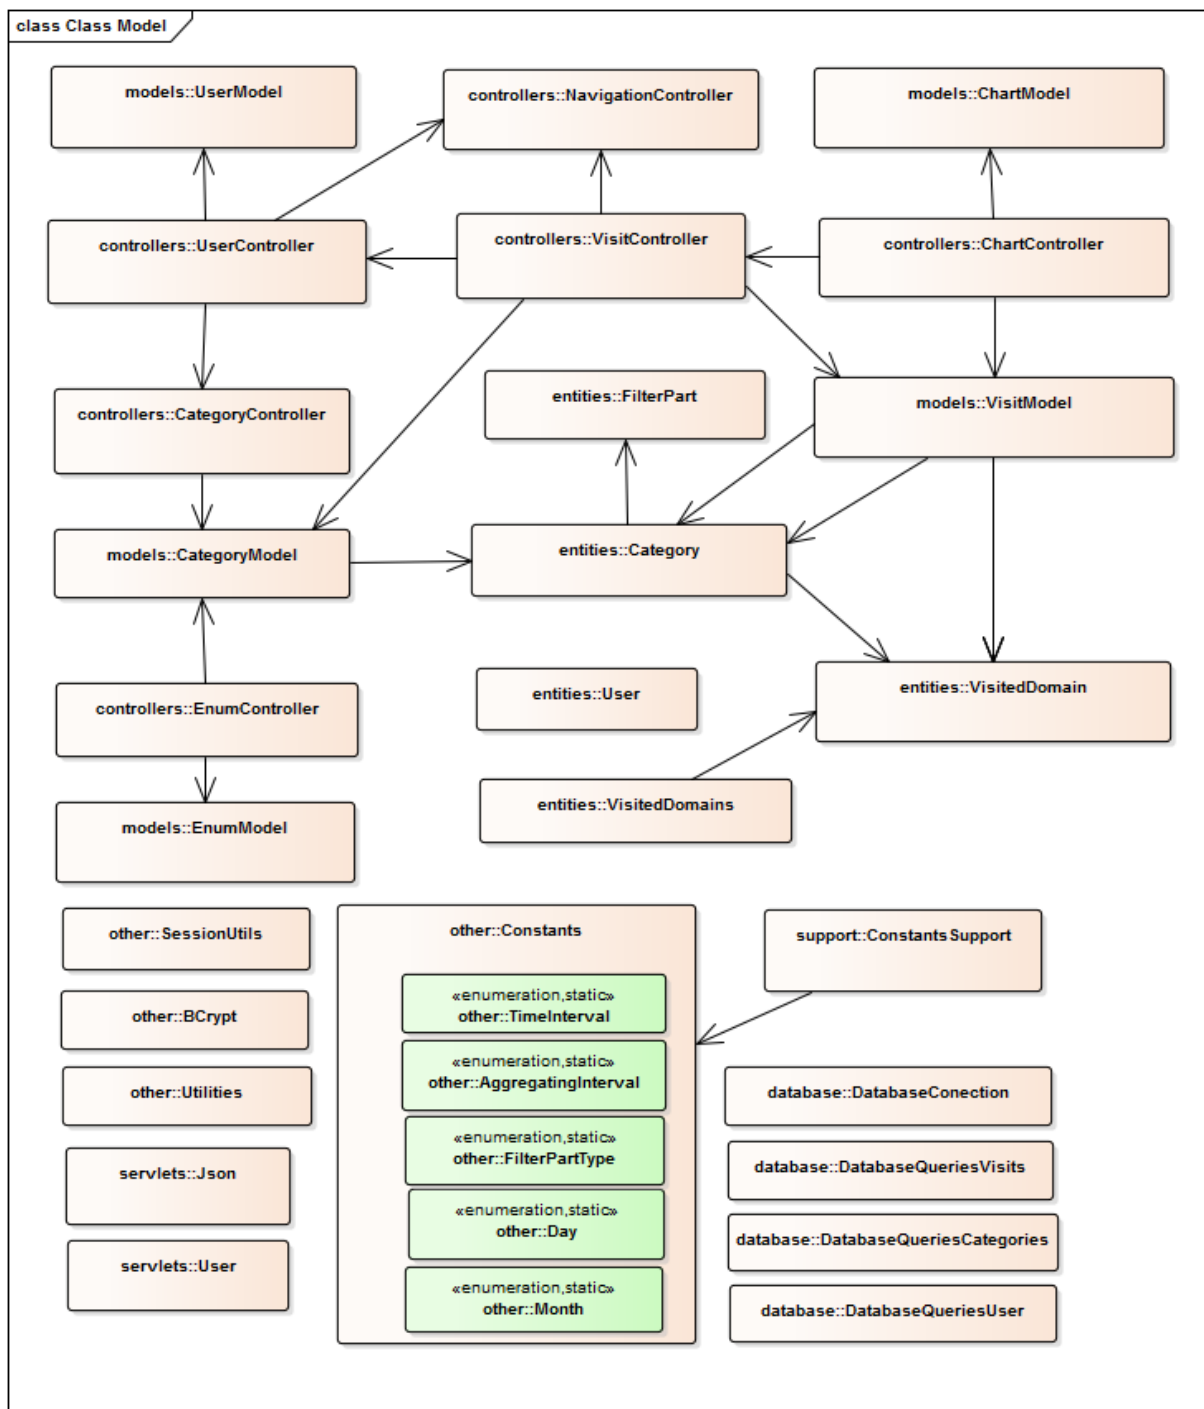 class Class Model
models::UserModel
controllers::NavigationController
models::ChartModel
controllers::UserController
controllers::VisitController
controllers::ChartController
controllers::CategoryController
entities::FilterPart
models::VisitModel
models::CategoryModel
entities::Category
controllers::EnumController
entities::User
entities::VisitedDomain
models::EnumModel
entities::VisitedDomains
other::SessionUtils
other::BCrypt
other::Utilities
servlets::Json
servlets::User
other::Constants
«enumeration,static»
other::TimeInterval
«enumeration,static»
other::AggregatingInterval
«enumeration,static»
other::FilterPartType
«enumeration,static»
other::Day
«enumeration,static»
other::Month
support::ConstantsSupport
database::DatabaseConection
database::DatabaseQueriesVisits
database::DatabaseQueriesCategories
database::DatabaseQueriesUser